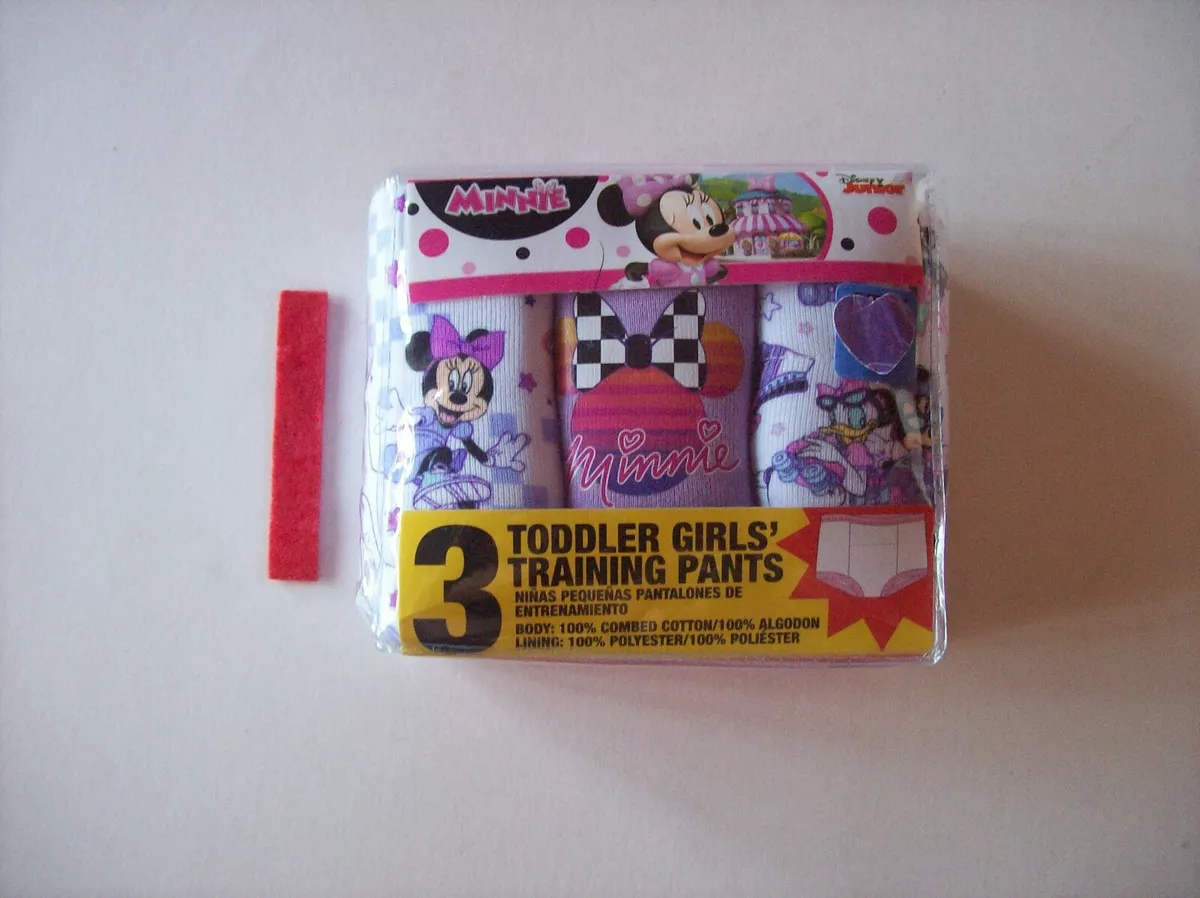 MINNIE
Disney
JUNIOR
Minnie
3
TODDLER GIRLS'
TRAINING PANTS
NIÑAS PEQUEÑAS PANTALONES DE
ENTRENAMIENTO
BODY: 100% COMBED COTTON/100% ALGODON
LINING: 100% POLYESTER/100% POLIÉSTER